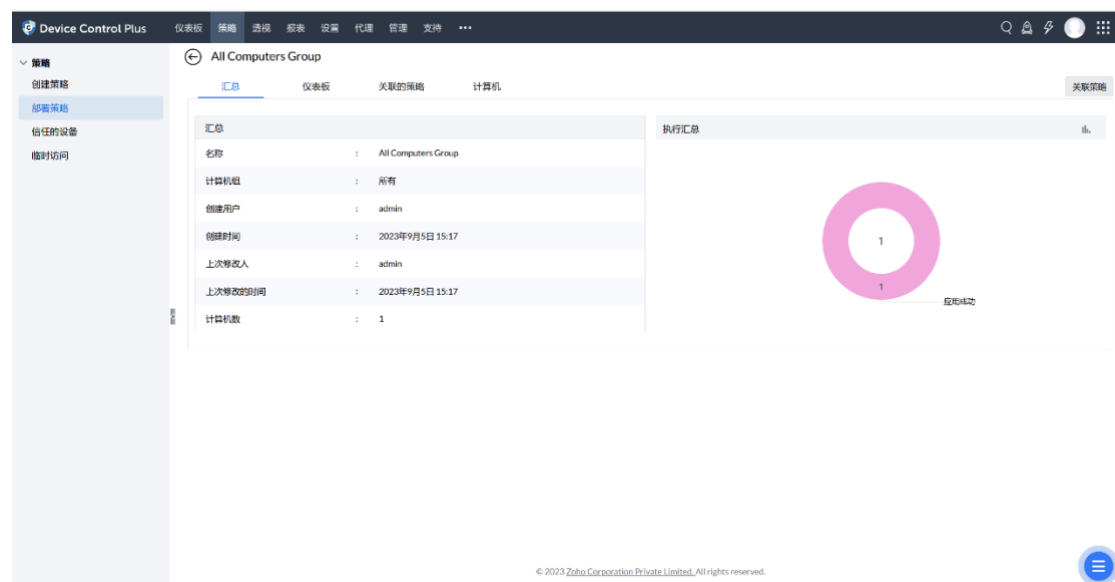 Device Control Plus 仪表板 策略 透视 报表 设置 代理 管理 支持 •••
策略
创建策略
部署策略
信任的设备
临时访问
All Computers Group
汇总 仪表板 关联的策略 计算机
关联策略
汇总
名称 : All Computers Group
计算机组 : 所有
创建用户 : admin
创建时间 : 2023年9月5日 15:17
上次修改人 : admin
上次修改的时间 : 2023年9月5日 15:17
计算机数 : 1
执行汇总
1
1
应用成功
© 2023 Zoho Corporation Private Limited. All rights reserved.